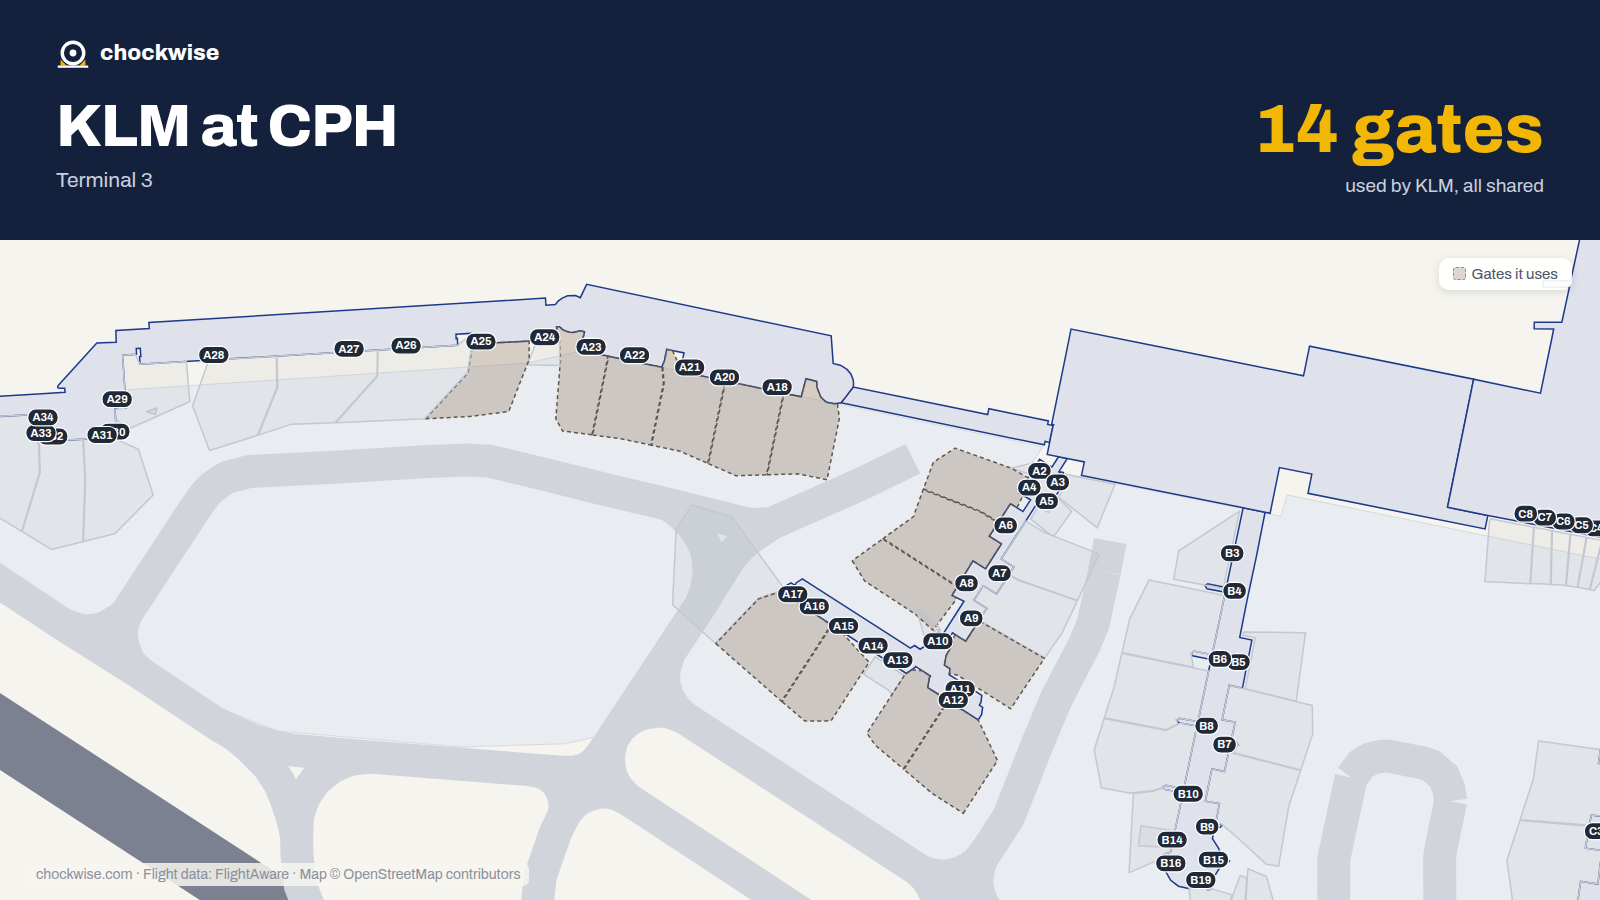 chockwise
KLM at CPH
Terminal 3
14 gates
used by KLM, all shared
Gates it uses
A28
A27
A26
A25
A24
A23
A22
A21
A20
A18
A29
A34
A33
A31
A2
A3
A4
A5
A6
A7
A8
A9
A10
A17
A16
A15
A14
A13
A11
A12
B3
B4
B6
B5
B8
B7
B10
B9
B14
B15
B16
B19
C8
C7
C6
C5
chockwise.com · Flight data: FlightAware · Map © OpenStreetMap contributors